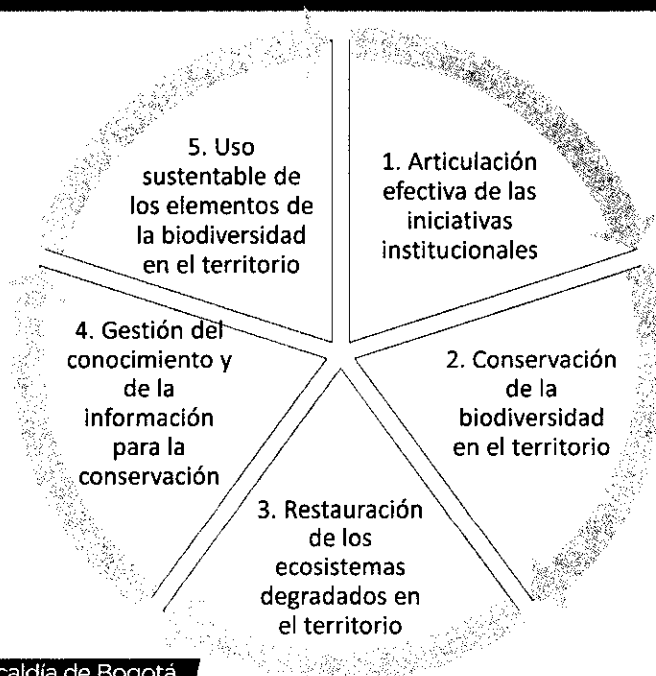 1. Articulación
efectiva de las
iniciativas
institucionales
2. Conservación
de la
biodiversidad
en el territorio
3. Restauración
de los
ecosistemas
degradados en
el territorio
4. Gestión del
conocimiento y
de la
información
para la
conservación
5. Uso
sustentable de
los elementos de
la biodiversidad
en el territorio
caldía de Bogotá